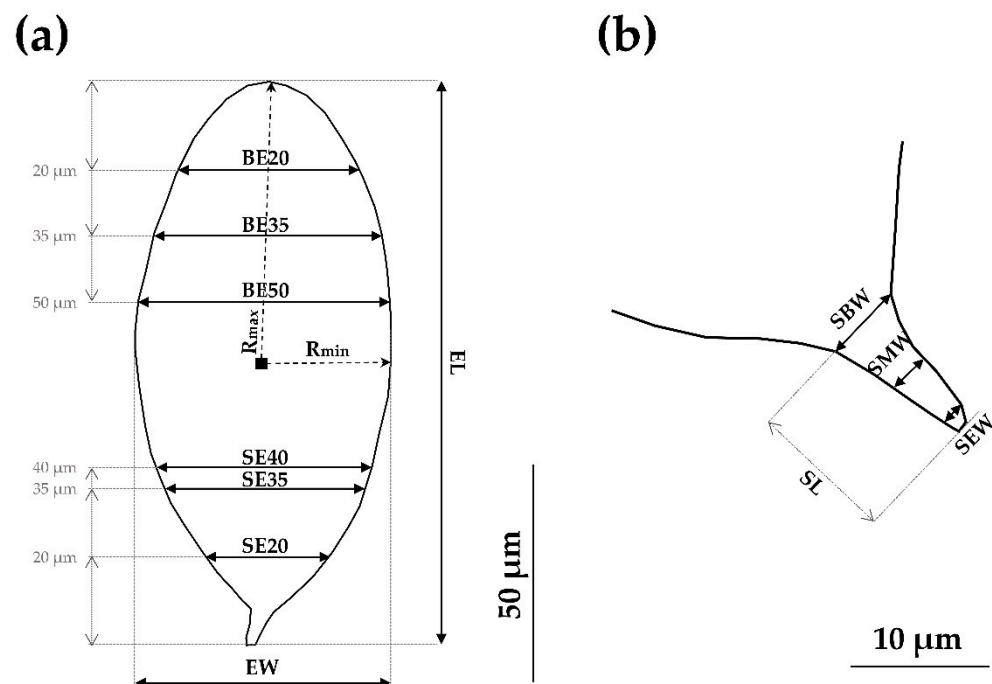 (a)
(b)
20 μm
BE20
35 μm
BE35
50 μm
BE50
Rmax
Rmin
EL
40 μm
SE40
35 μm
SE35
20 μm
SE20
EW
50 μm
SBW
SMW
SEW
SL
10 μm